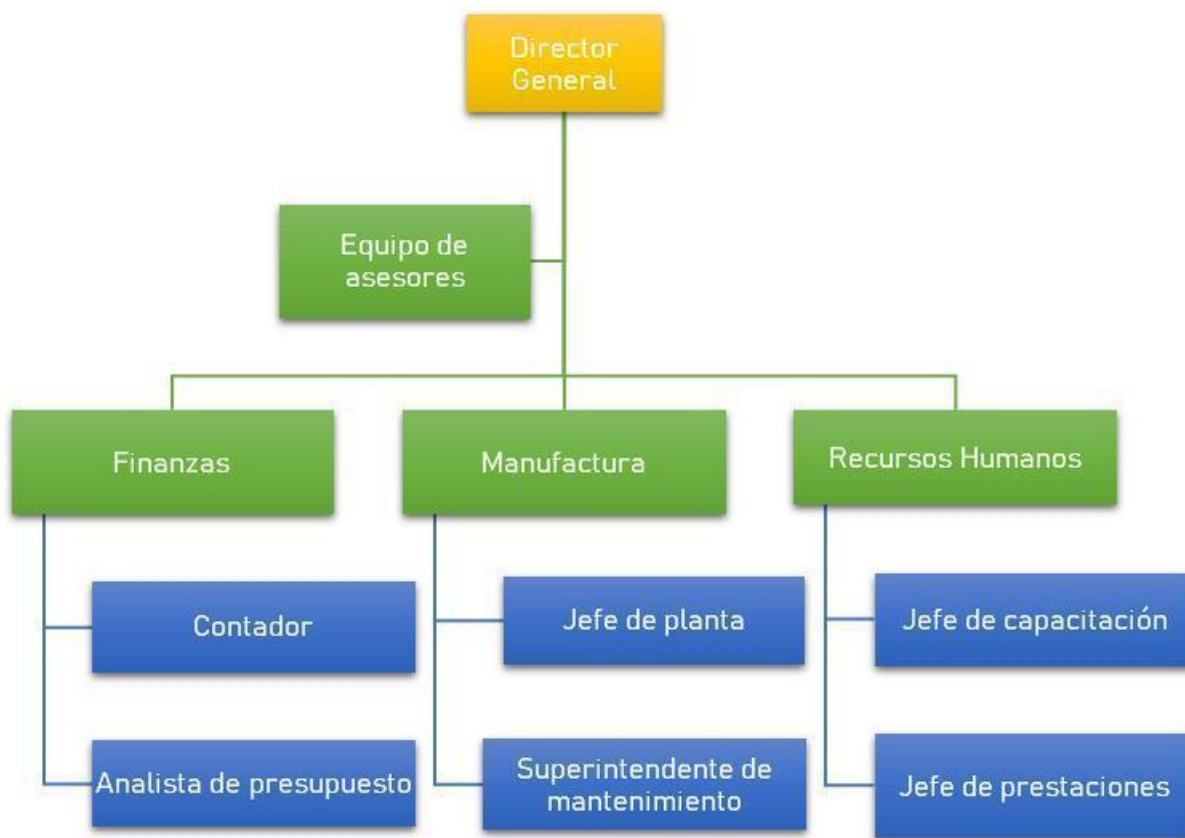 Director
General
Equipo de
asesores
Finanzas
Manufactura
Recursos Humanos
Contador
Jefe de planta
Jefe de capacitación
Analista de presupuesto
Superintendente de
mantenimiento
Jefe de prestaciones